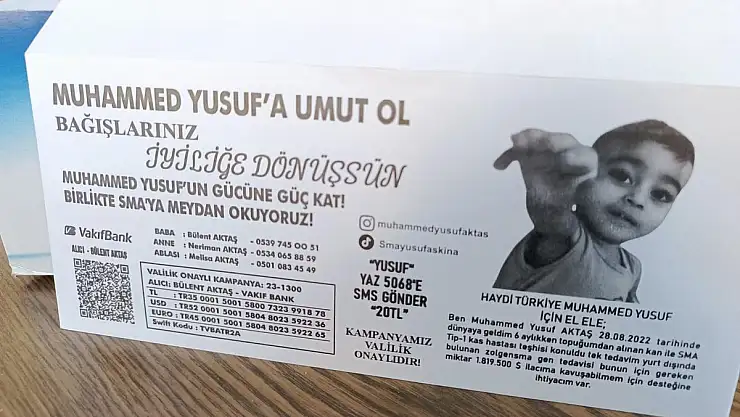 MUHAMMED YUSUF'A UMUT OL
BAĞIŞLARINIZ
İYİLİĞE DÖNÜŞSÜN
MUHAMMED YUSUF'UN GÜCÜNE GÜÇ KAT!
BİRLİKTE SMA'YA MEYDAN OKUYORUZ!
VakıfBank
ALICI - BÜLENT AKTAŞ
BABA : Bülent AKTAŞ - 0539 745 00 51
ANNE : Neriman AKTAŞ - 0534 065 88 59
ABLASI : Melisa AKTAŞ - 0501 083 45 49
VALİLİK ONAYLI KAMPANYA: 23-1300
ALICI: BÜLENT AKTAŞ - VAKIF BANK
TL : TR35 0001 5001 5800 7323 9918 78
USD : TR52 0001 5001 5804 8023 5922 36
EURO : TR45 0001 5001 5804 8023 5922 65
Swift Kodu : TVBATR2A
muhammedyusufaktas
Smayusufaskina
"YUSUF"
YAZ 5068'E
SMS GÖNDER
"20TL"
KAMPANYAMIZ
VALİLİK
ONAYLIDIR!
HAYDİ TÜRKİYE MUHAMMED YUSUF
İÇİN EL ELE;
Ben Muhammed Yusuf AKTAŞ 28.08.2022 tarihinde
dünyaya geldim 6 aylıkken topuğumdan alınan kan ile SMA
Tip-1 kas hastası teşhisi konuldu tek tedavim yurt dışında
bulunan zolgensma gen tedavisi bunun için gereken
miktar 1.819.500 $ ilacıma kavuşabilmem için desteğine
ihtiyacım var.